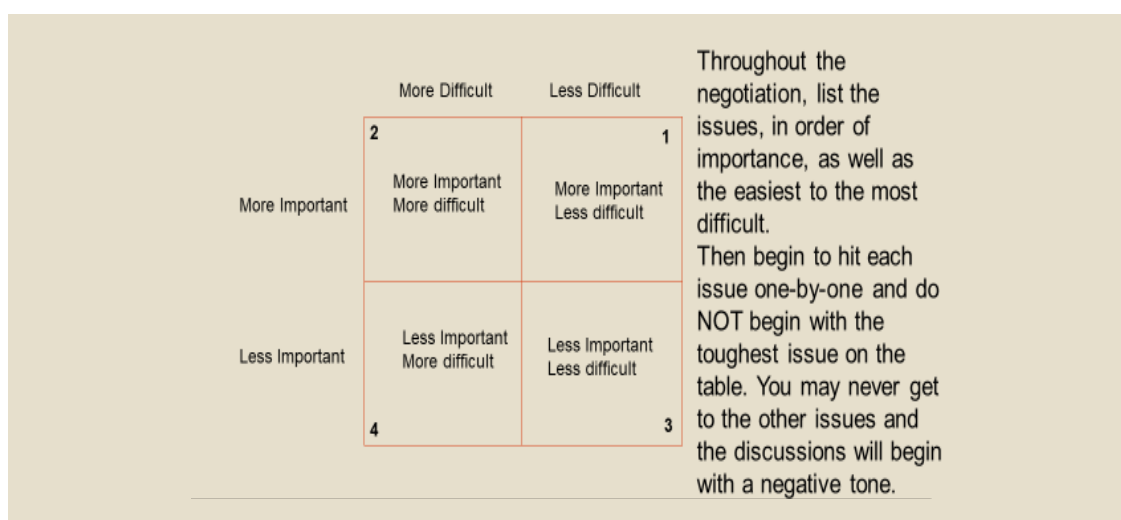 More Difficult Less Difficult
2 1
More Important
More difficult
More Important
Less difficult
More Important
Less Important
More difficult
Less Important
Less difficult
Less Important
4 3
Throughout the
negotiation, list the
issues, in order of
importance, as well as
the easiest to the most
difficult.
Then begin to hit each
issue one-by-one and do
NOT begin with the
toughest issue on the
table. You may never get
to the other issues and
the discussions will begin
with a negative tone.